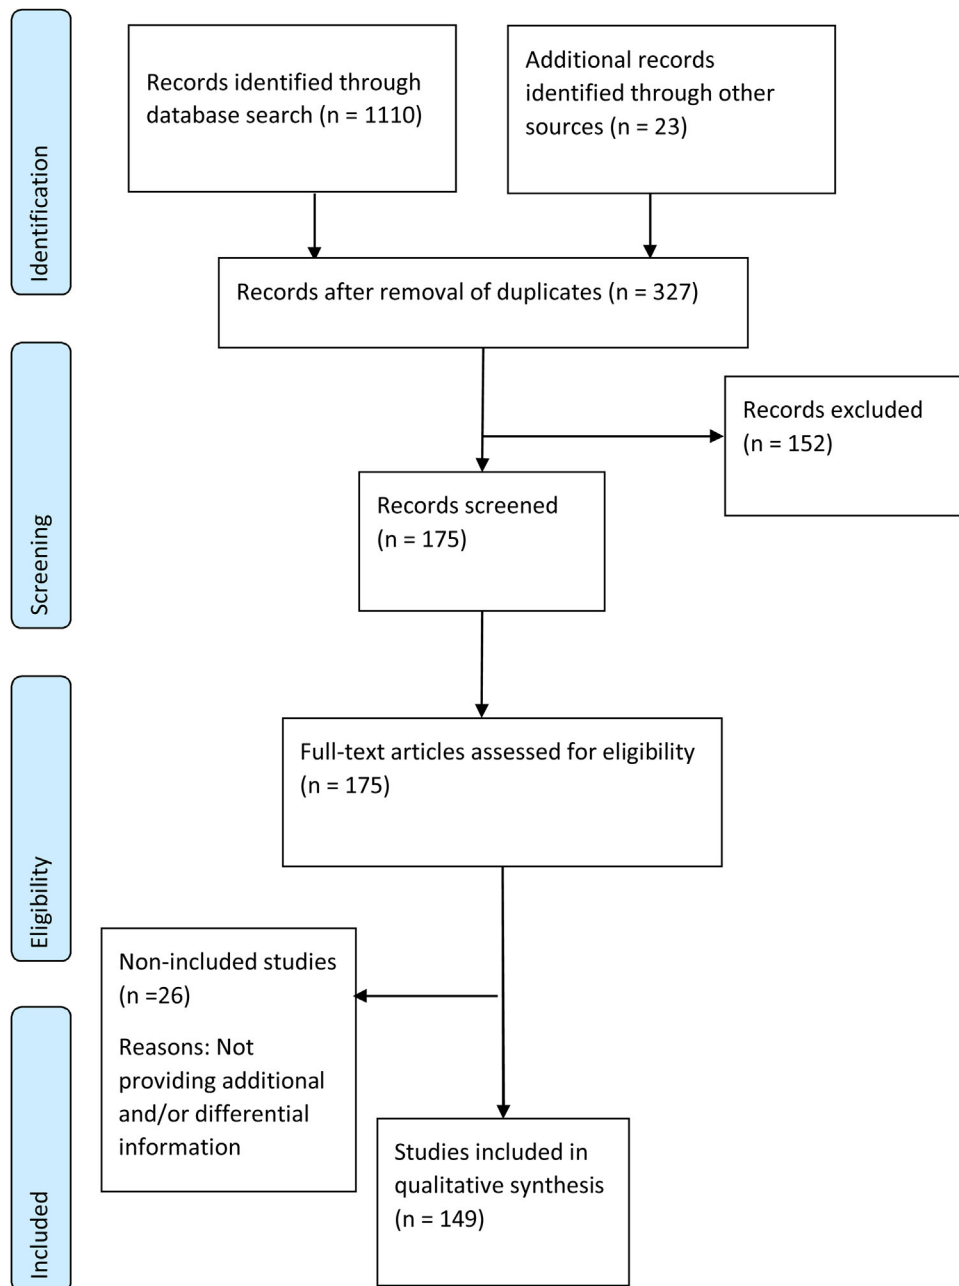 Identification
Records identified through
database search (n = 1110)
Additional records
identified through other
sources (n = 23)
Records after removal of duplicates (n = 327)
Screening
Records excluded
(n = 152)
Records screened
(n = 175)
Eligibility
Full-text articles assessed for eligibility
(n = 175)
Non-included studies
(n =26)
Reasons: Not
providing additional
and/or differential
information
Included
Studies included in
qualitative synthesis
(n = 149)